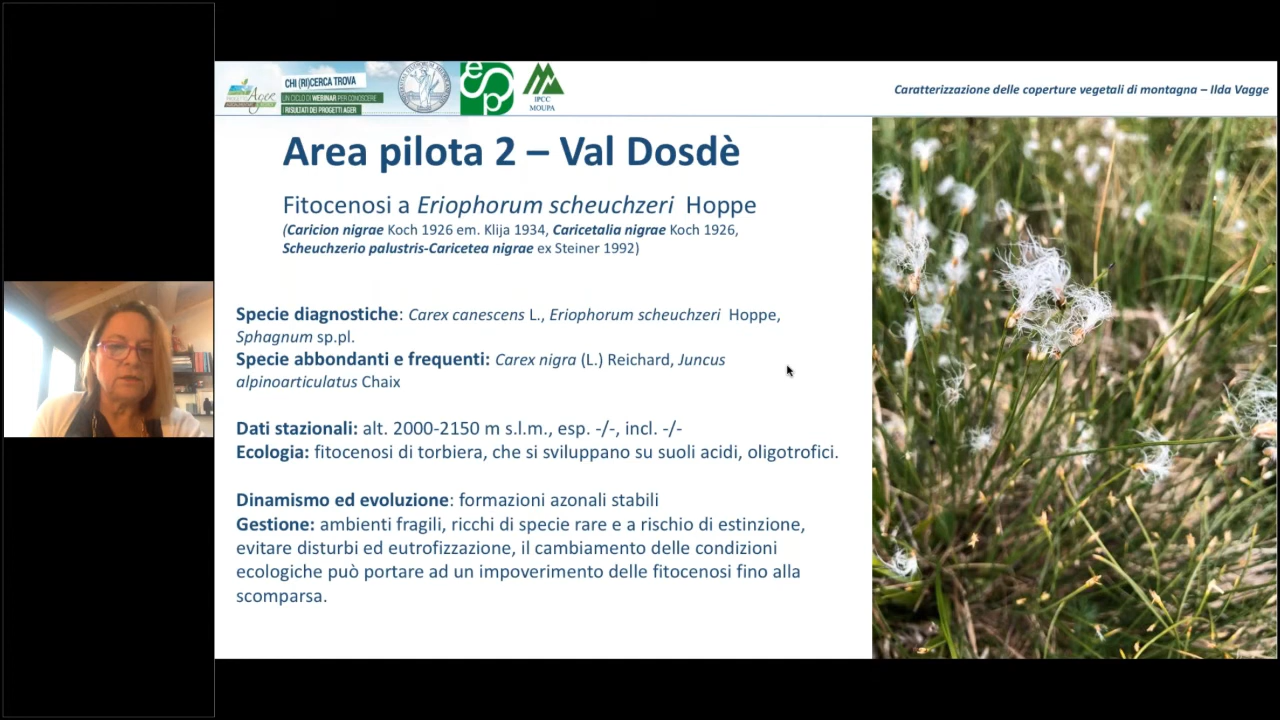 CHI (RI)CERCA TROVA
UN CICLO DI WEBINAR PER CONOSCERE
I RISULTATI DEI PROGETTI AGER
Ager
esp
IPCC
MOUPA
Caratterizzazione delle coperture vegetali di montagna – Ilda Vagge
Area pilota 2 – Val Dosdè
Fitocenosi a Eriophorum scheuchzeri Hoppe
(Caricion nigrae Koch 1926 em. Klija 1934, Caricetalia nigrae Koch 1926,
Scheuchzerio palustris-Caricetea nigrae ex Steiner 1992)
Specie diagnostiche: Carex canescens L., Eriophorum scheuchzeri Hoppe,
Sphagnum sp.pl.
Specie abbondanti e frequenti: Carex nigra (L.) Reichard, Juncus
alpinoarticulatus Chaix
Dati stazionali: alt. 2000-2150 m s.l.m., esp. -/-, incl. -/-
Ecologia: fitocenosi di torbiera, che si sviluppano su suoli acidi, oligotrofici.
Dinamismo ed evoluzione: formazioni azonali stabili
Gestione: ambienti fragili, ricchi di specie rare e a rischio di estinzione,
evitare disturbi ed eutrofizzazione, il cambiamento delle condizioni
ecologiche può portare ad un impoverimento delle fitocenosi fino alla
scomparsa.